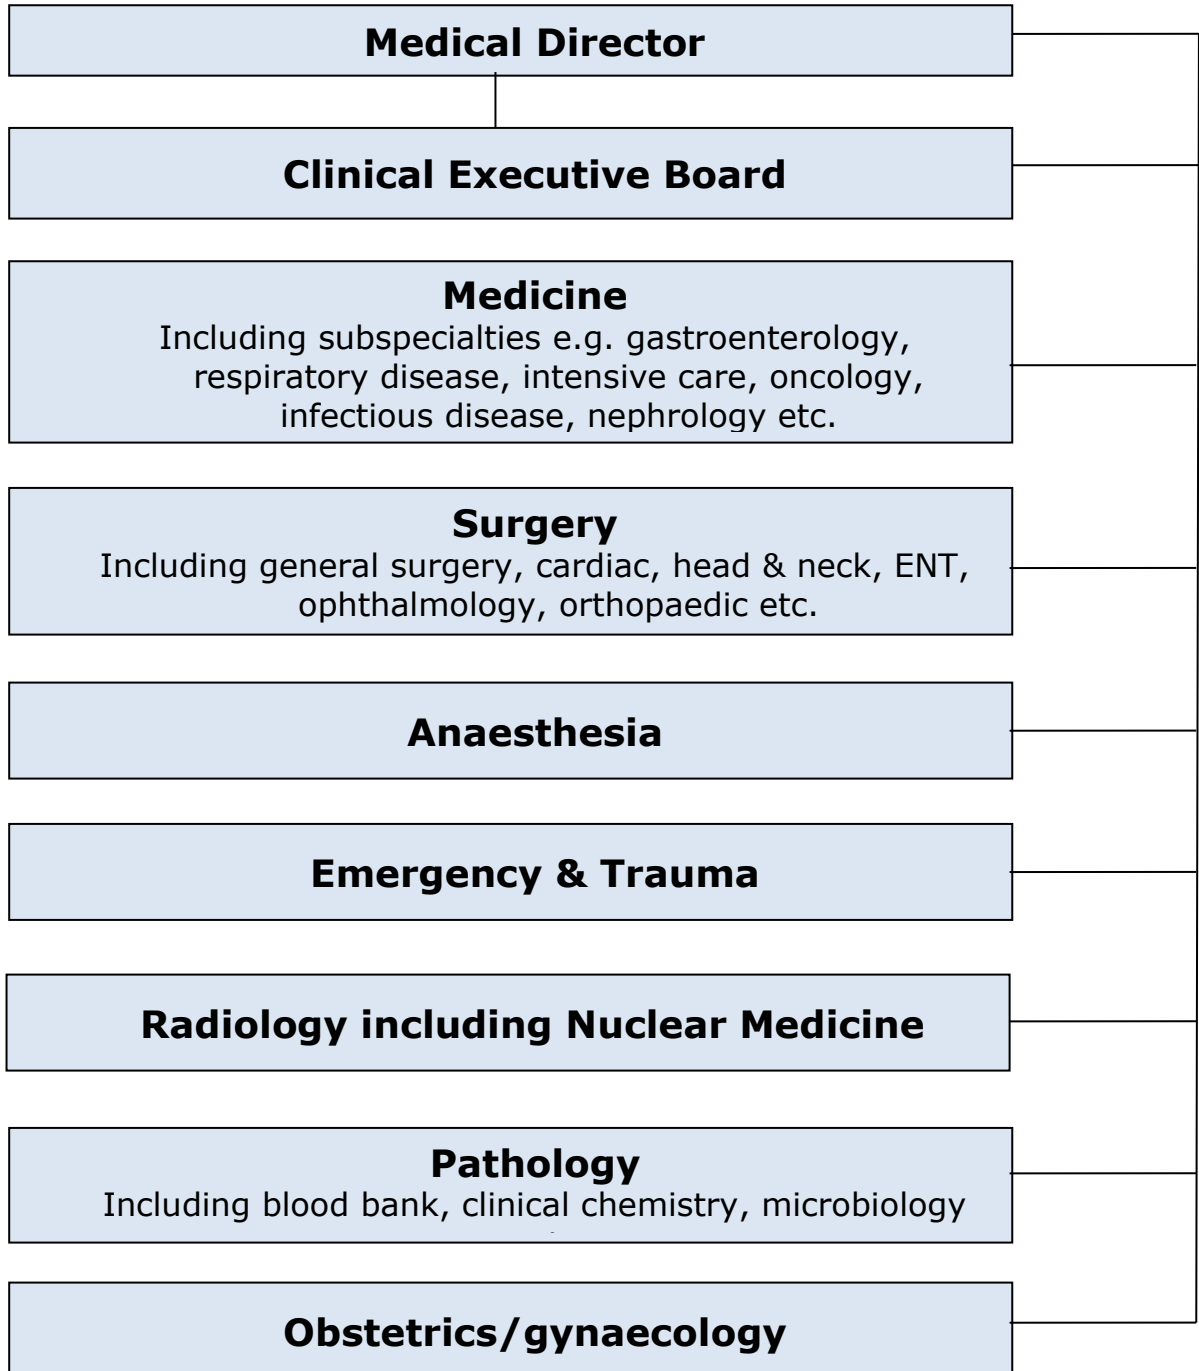 Medical Director
Clinical Executive Board
Medicine
Including subspecialties e.g. gastroenterology,
respiratory disease, intensive care, oncology,
infectious disease, nephrology etc.
Surgery
Including general surgery, cardiac, head & neck, ENT,
ophthalmology, orthopaedic etc.
Anaesthesia
Emergency & Trauma
Radiology including Nuclear Medicine
Pathology
Including blood bank, clinical chemistry, microbiology
Obstetrics/gynaecology